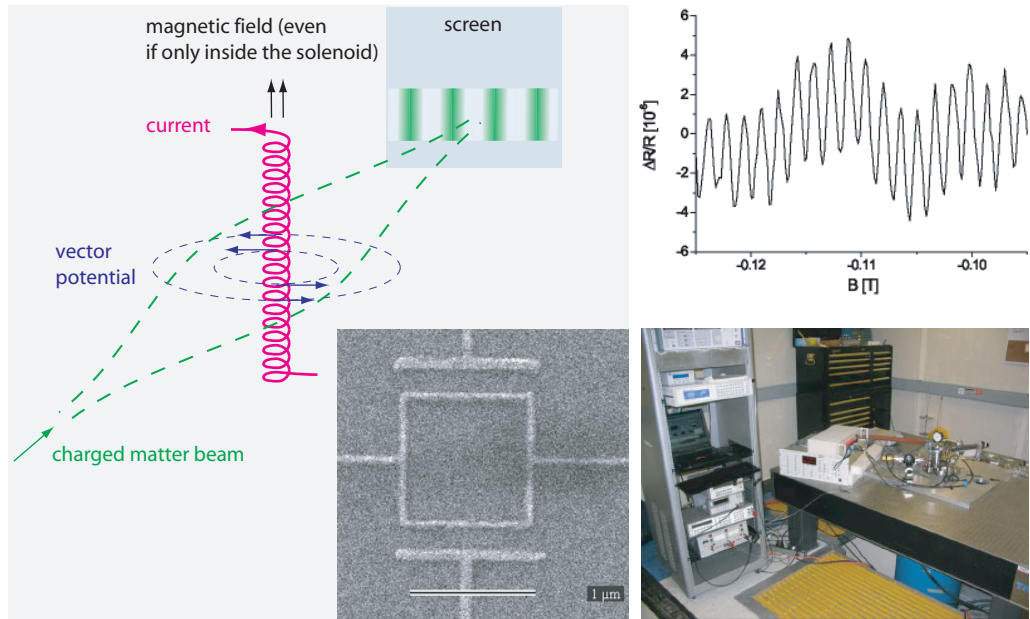 magnetic field (even
if only inside the solenoid)
screen
current
vector
potential
charged matter beam
1 μm
ΔR/R [10⁻⁶]
6
4
2
0
-2
-4
-6
-0.12
-0.11
-0.10
B [T]